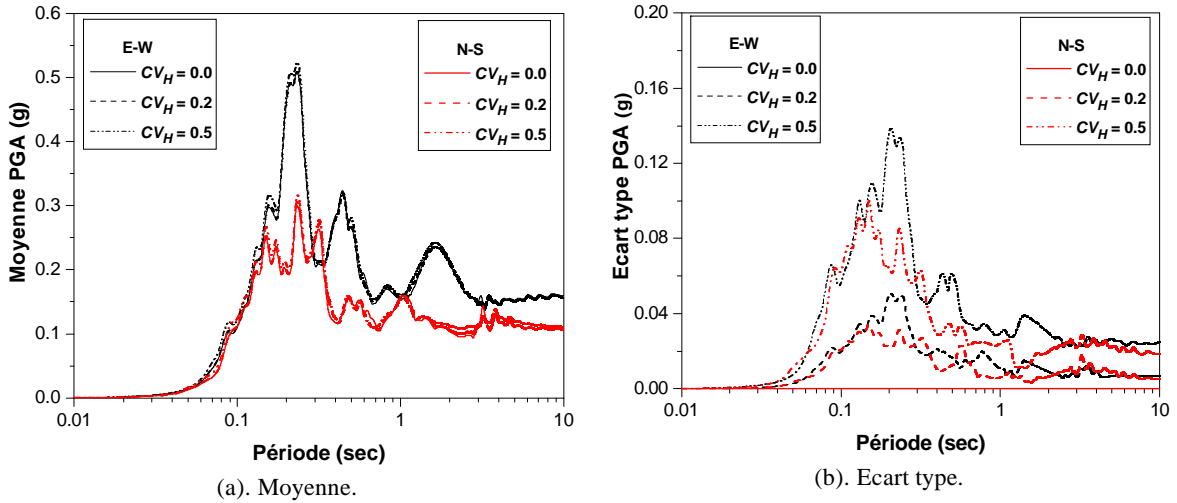 0.6
0.5
0.4
0.3
0.2
0.1
0.0
Moyenne PGA (g)
E-W
CV_H = 0.0
CV_H = 0.2
CV_H = 0.5
N-S
CV_H = 0.0
CV_H = 0.2
CV_H = 0.5
0.01 0.1 1 10
Période (sec)
(a). Moyenne.
0.20
0.16
0.12
0.08
0.04
0.00
Ecart type PGA (g)
E-W
CV_H = 0.0
CV_H = 0.2
CV_H = 0.5
N-S
CV_H = 0.0
CV_H = 0.2
CV_H = 0.5
0.01 0.1 1 10
Période (sec)
(b). Ecart type.